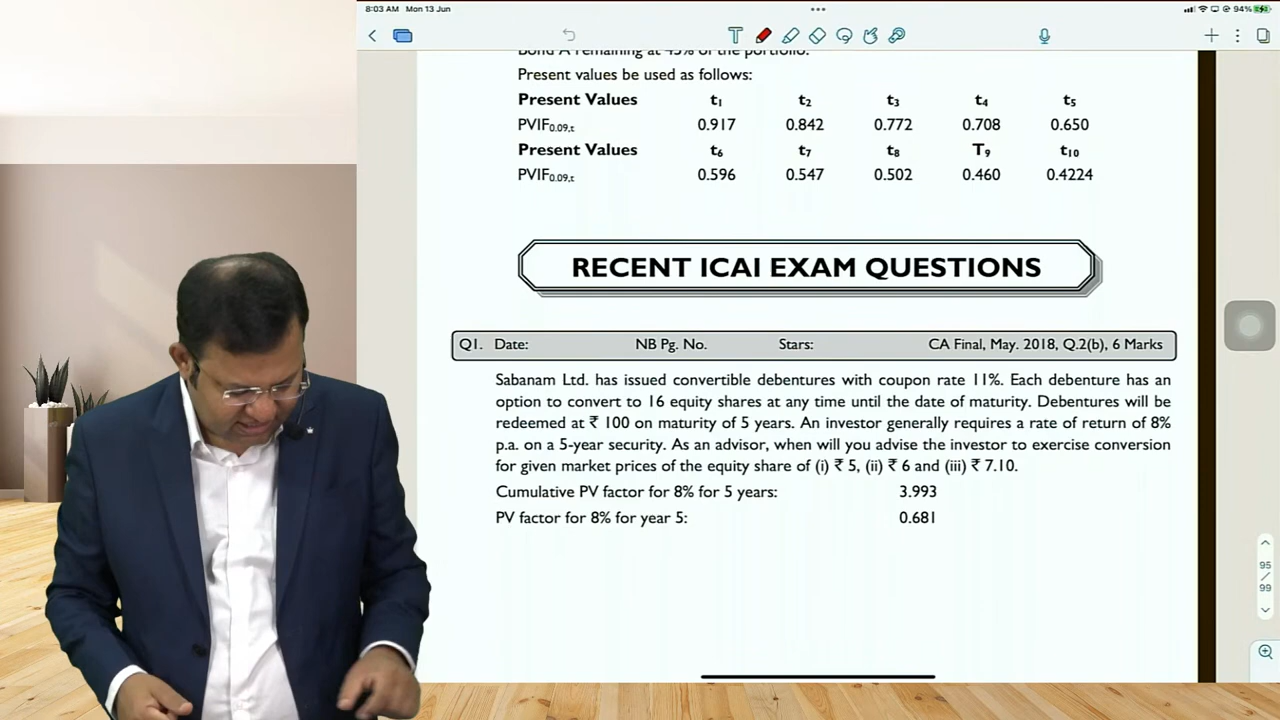 8:03 AM Mon 13 Jun
94%
Bond A remaining at 45% of the portfolio.
Present values be used as follows:
Present Values t1 t2 t3 t4 t5
PVIF0.09,t 0.917 0.842 0.772 0.708 0.650
Present Values t6 t7 t8 T9 t10
PVIF0.09,t 0.596 0.547 0.502 0.460 0.4224
RECENT ICAI EXAM QUESTIONS
Q1. Date: NB Pg. No. Stars: CA Final, May. 2018, Q.2(b), 6 Marks
Sabanam Ltd. has issued convertible debentures with coupon rate 11%. Each debenture has an
option to convert to 16 equity shares at any time until the date of maturity. Debentures will be
redeemed at ₹ 100 on maturity of 5 years. An investor generally requires a rate of return of 8%
p.a. on a 5-year security. As an advisor, when will you advise the investor to exercise conversion
for given market prices of the equity share of (i) ₹ 5, (ii) ₹ 6 and (iii) ₹ 7.10.
Cumulative PV factor for 8% for 5 years: 3.993
PV factor for 8% for year 5: 0.681
95
/
99